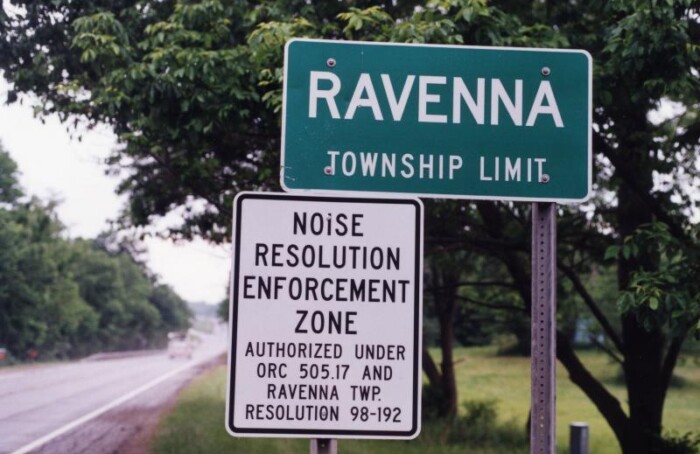 RAVENNA
TOWNSHIP LIMIT
NOiSE
RESOLUTION
ENFORCEMENT
ZONE
AUTHORIZED UNDER
ORC 505.17 AND
RAVENNA TWP.
RESOLUTION 98-192